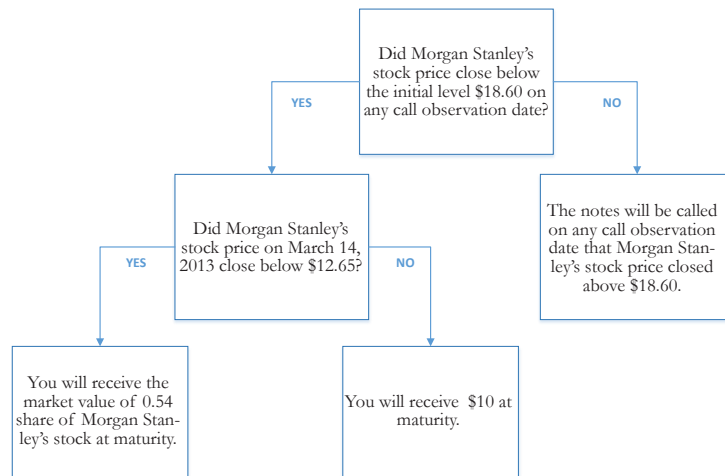 Did Morgan Stanley's
stock price close below
the initial level $18.60 on
any call observation date?
YES
NO
Did Morgan Stanley's
stock price on March 14,
2013 close below $12.65?
The notes will be called
on any call observation
date that Morgan Stan-
ley's stock price closed
above $18.60.
YES
NO
You will receive the
market value of 0.54
share of Morgan Stan-
ley's stock at maturity.
You will receive $10 at
maturity.